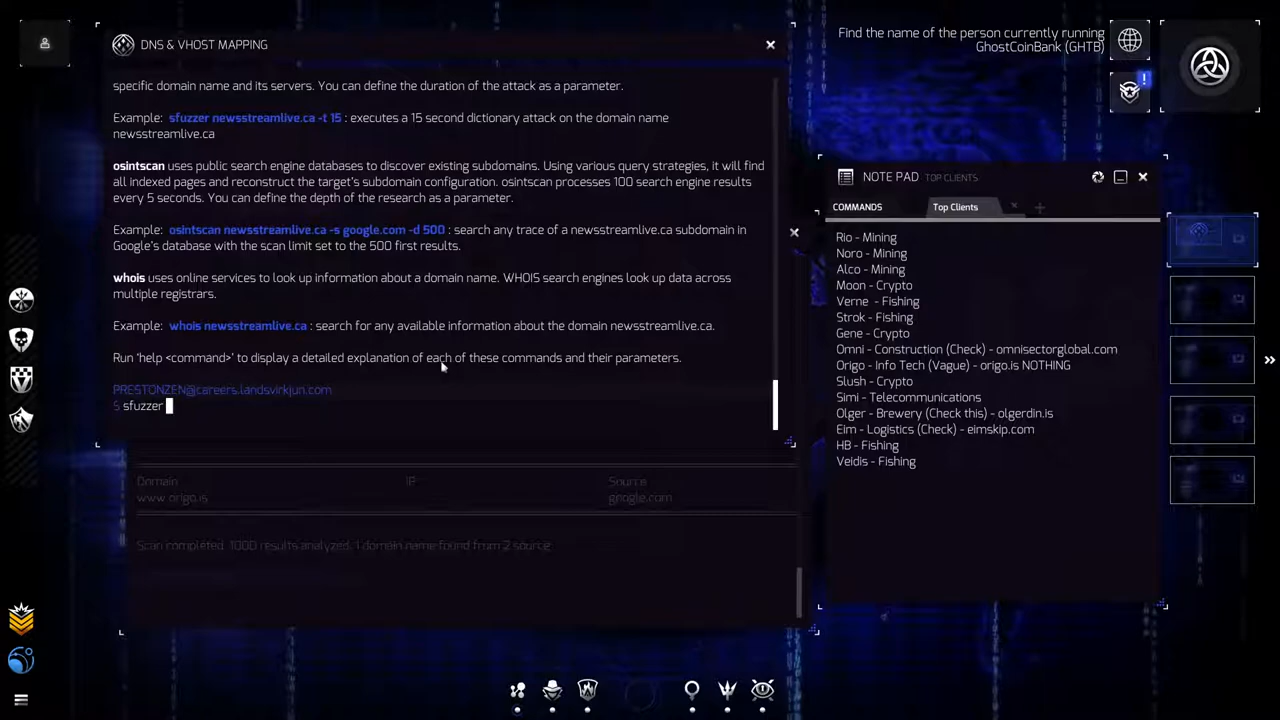 DNS & VHOST MAPPING
Find the name of the person currently running
GhostCoinBank (GHTB)
!
specific domain name and its servers. You can define the duration of the attack as a parameter.
Example: sfuzzer newsstreamlive.ca -t 15 : executes a 15 second dictionary attack on the domain name
newsstreamlive.ca
osintscan uses public search engine databases to discover existing subdomains. Using various query strategies, it will find
all indexed pages and reconstruct the target's subdomain configuration. osintscan processes 100 search engine results
every 5 seconds. You can define the depth of the research as a parameter.
Example: osintscan newsstreamlive.ca -s google.com -d 500 : search any trace of a newsstreamlive.ca subdomain in
Google's database with the scan limit set to the 500 first results.
whois uses online services to look up information about a domain name. WHOIS search engines look up data across
multiple registrars.
Example: whois newsstreamlive.ca : search for any available information about the domain newsstreamlive.ca.
Run 'help <command>' to display a detailed explanation of each of these commands and their parameters.
PRESTONZEN@careers.landsvirkjun.com
$ sfuzzer
Domain IP Source
www.origo.is google.com
Scan completed. 1000 results analyzed. 1 domain name found from 2 source
NOTE PAD TOP CLIENTS
COMMANDS Top Clients
Rio - Mining
Noro - Mining
Alco - Mining
Moon - Crypto
Verne - Fishing
Strok - Fishing
Gene - Crypto
Omni - Construction (Check) - omnisectorglobal.com
Origo - Info Tech (Vague) - origo.is NOTHING
Slush - Crypto
Simi - Telecommunications
Olger - Brewery (Check this) - olgerdin.is
Eim - Logistics (Check) - eimskip.com
HB - Fishing
Veidis - Fishing